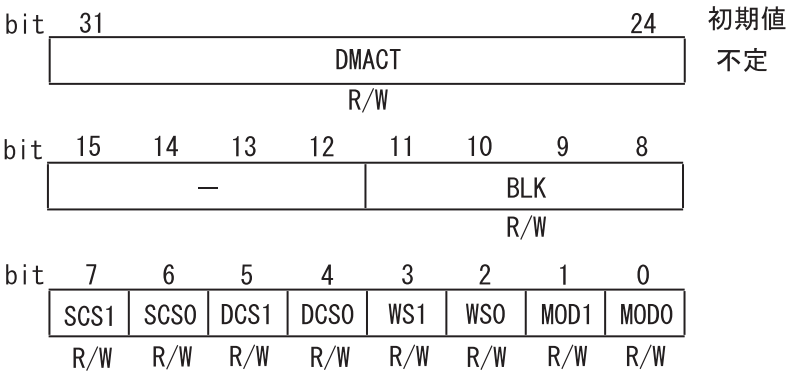 bit 31 24 初期値
DMACT 不定
R/W
bit 15 14 13 12 11 10 9 8
— BLK
R/W
bit 7 6 5 4 3 2 1 0
SCS1 SCS0 DCS1 DCS0 WS1 WS0 MOD1 MOD0
R/W R/W R/W R/W R/W R/W R/W R/W